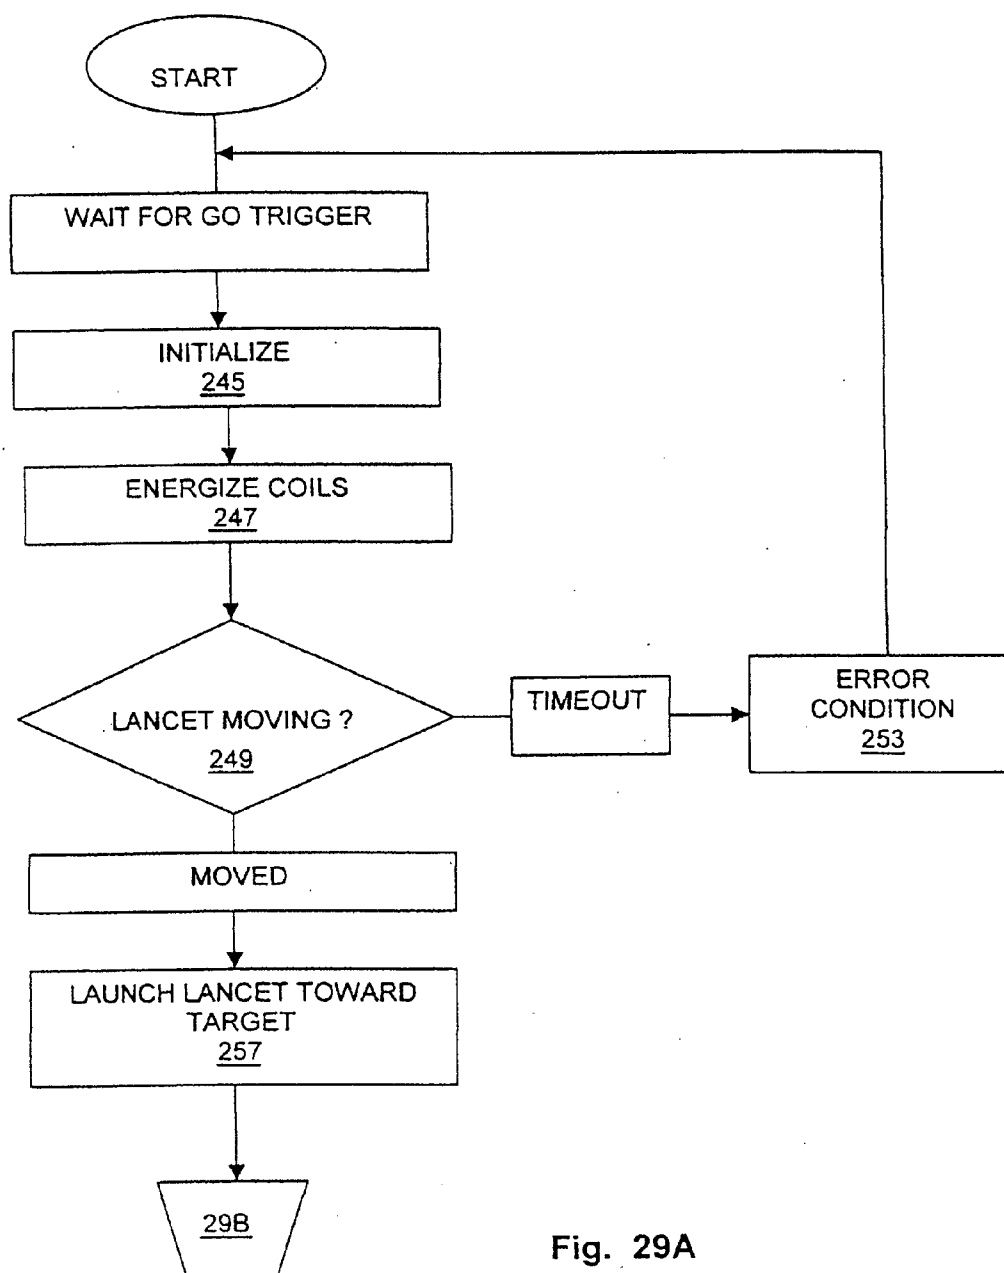 START
WAIT FOR GO TRIGGER
INITIALIZE
245
ENERGIZE COILS
247
LANCET MOVING ?
249
TIMEOUT
ERROR
CONDITION
253
MOVED
LAUNCH LANCET TOWARD
TARGET
257
29B
Fig. 29A